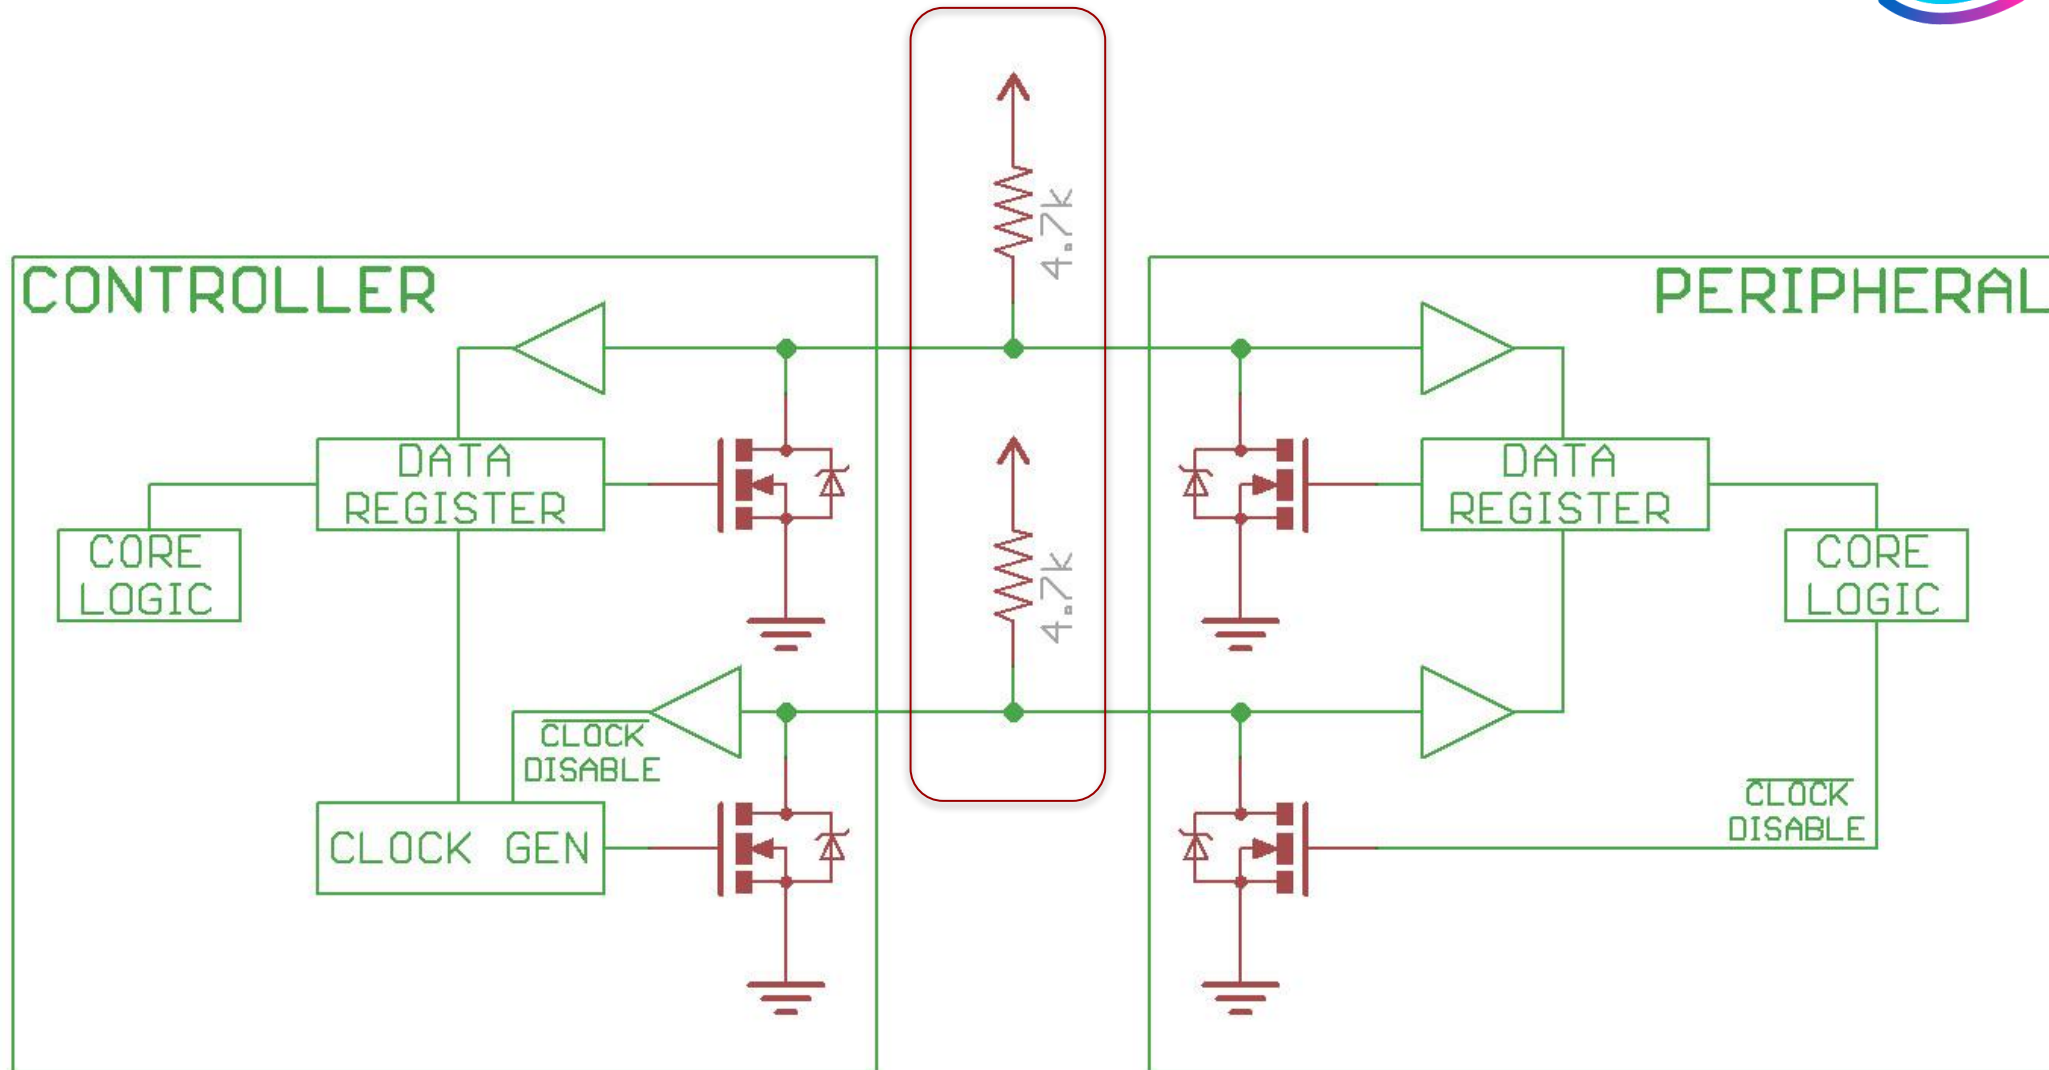 CONTROLLER
PERIPHERAL
4.7k
DATA
REGISTER
DATA
REGISTER
CORE
LOGIC
CORE
LOGIC
4.7k
CLOCK
DISABLE
CLOCK
DISABLE
CLOCK GEN